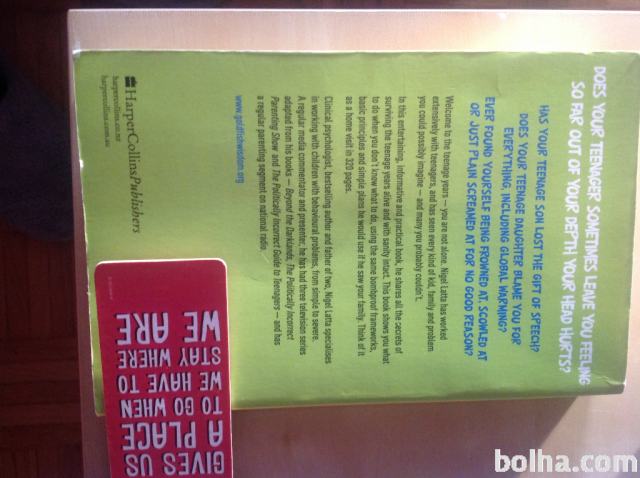 DOES YOUR TEENAGER SOMETIMES LEAVE YOU FEELING
SO FAR OUT OF YOUR DEPTH YOUR HEAD HURTS?
HAS YOUR TEENAGE SON LOST THE GIFT OF SPEECH?
DOES YOUR TEENAGE DAUGHTER BLAME YOU FOR
EVERYTHING, INCLUDING GLOBAL WARMING?
EVER FOUND YOURSELF BEING FROWNED AT, SCOWLED AT
OR JUST PLAIN SCREAMED AT FOR NO GOOD REASON?
Welcome to the teenage years — you are not alone. Nigel Latta has worked
extensively with teenagers, and has seen every kind of kid, family and problem
you could possibly imagine — and many you probably couldn't.
In this entertaining, informative and practical book, he shares all the secrets of
surviving the teenage years alive and with sanity intact. This book shows you what
to do when you don't know what to do, using the same bombproof frameworks,
basic principles and simple plans he would use if he saw your family. Think of it
as a home visit in 320 pages.
Clinical psychologist, bestselling author and father of two, Nigel Latta specialises
in working with children with behavioural problems, from simple to severe.
A regular media commentator and presenter, he has had three television series
adapted from his books — Beyond the Darklands, The Politically Incorrect
Parenting Show and The Politically Incorrect Guide to Teenagers — and has
a regular parenting segment on national radio.
www.goldfishwisdom.org
HarperCollinsPublishers
harpercollins.co.nz
harpercollins.com.au
GIVES US
A PLACE
TO GO WHEN
WE HAVE TO
STAY WHERE
WE ARE
bolha.com